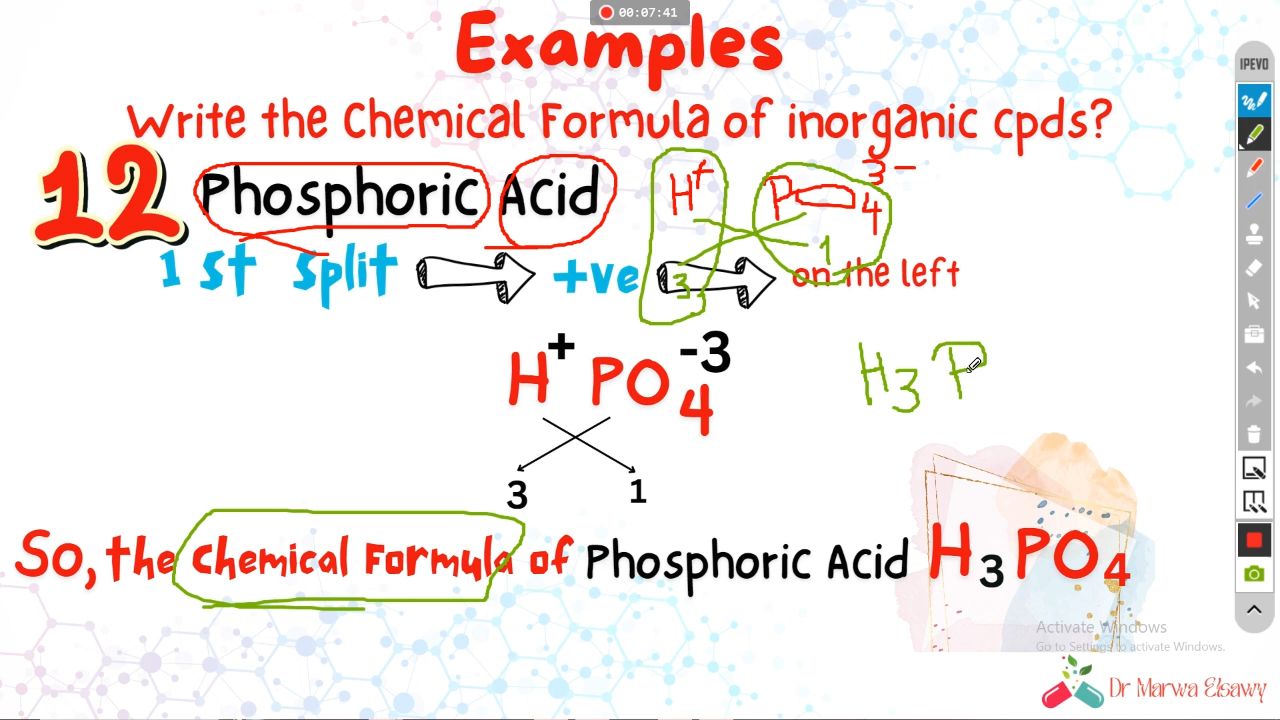 00:07:41
Examples
IPEVO
Write the Chemical Formula of inorganic cpds?
12 Phosphoric Acid H+ P 4 3-
1 st split +ve on the left
3 1
H+ PO4 -3
H3 P
3 1
So, the Chemical Formula of Phosphoric Acid H3PO4
Activate Windows
Go to Settings to activate Windows.
Dr Marwa Elsawy